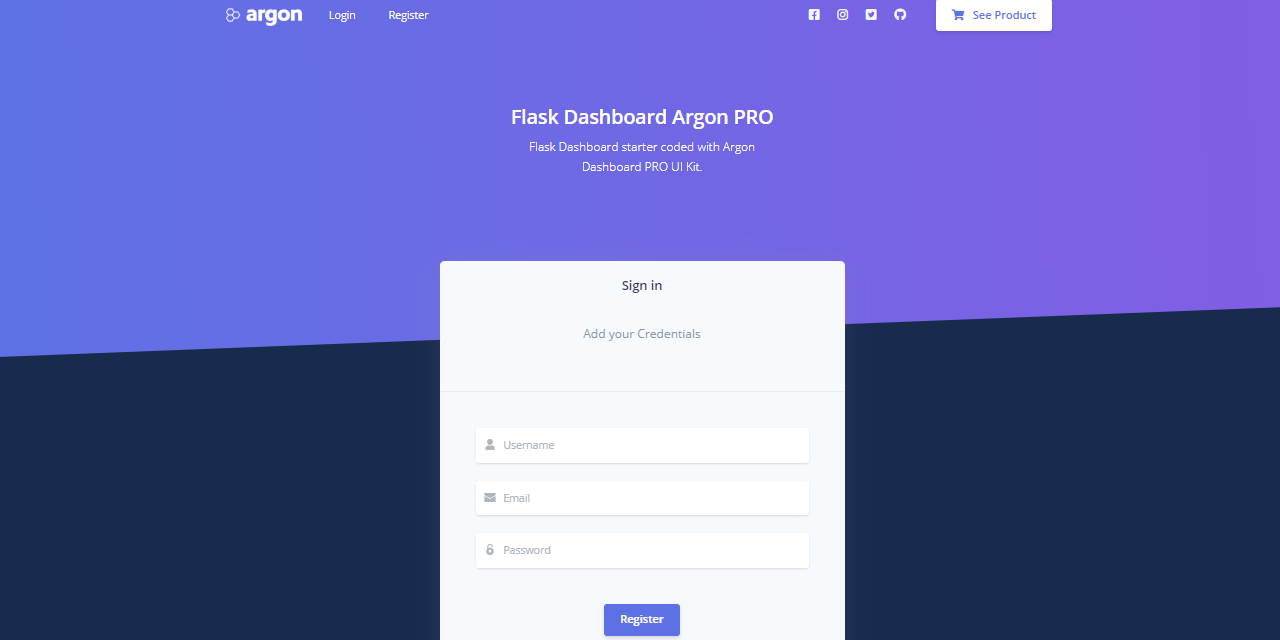 argon
Login
Register
See Product
Flask Dashboard Argon PRO
Flask Dashboard starter coded with Argon
Dashboard PRO UI Kit.
Sign in
Add your Credentials
Username
Email
Password
Register